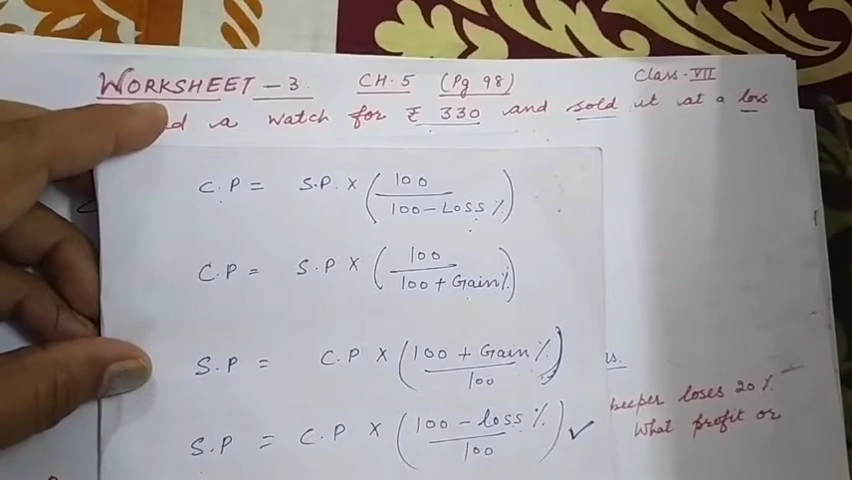 WORKSHEET - 3. CH.5 (Pg 98) Class - VII
a watch for ₹ 330 and sold it at a loss
C.P = S.P. × (100 / 100 - Loss %)
C.P = S.P × (100 / 100 + Gain %)
S.P = C.P × (100 + Gain % / 100)
S.P = C.P × (100 - loss % / 100) ✓
loses 20 %.
What profit or